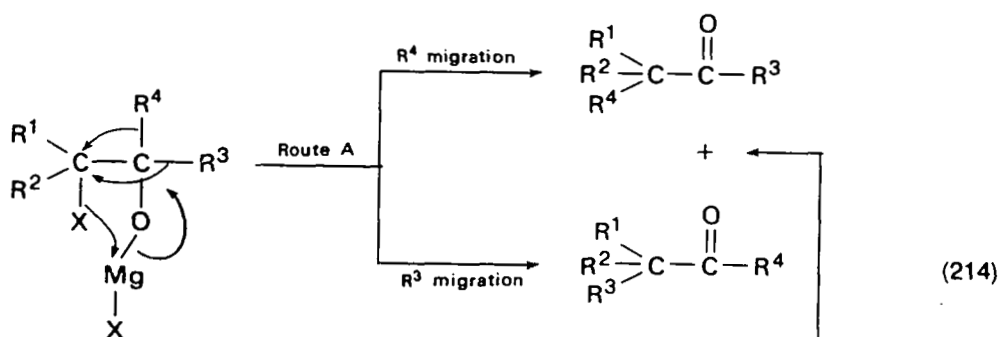 R⁴ migration
R¹
R²—C—C—R³
O
R⁴
R⁴
R¹
R²
C—C—R³
X
O
Mg
X
Route A
+
R³ migration
O
R¹
R²—C—C—R⁴
R³
(214)